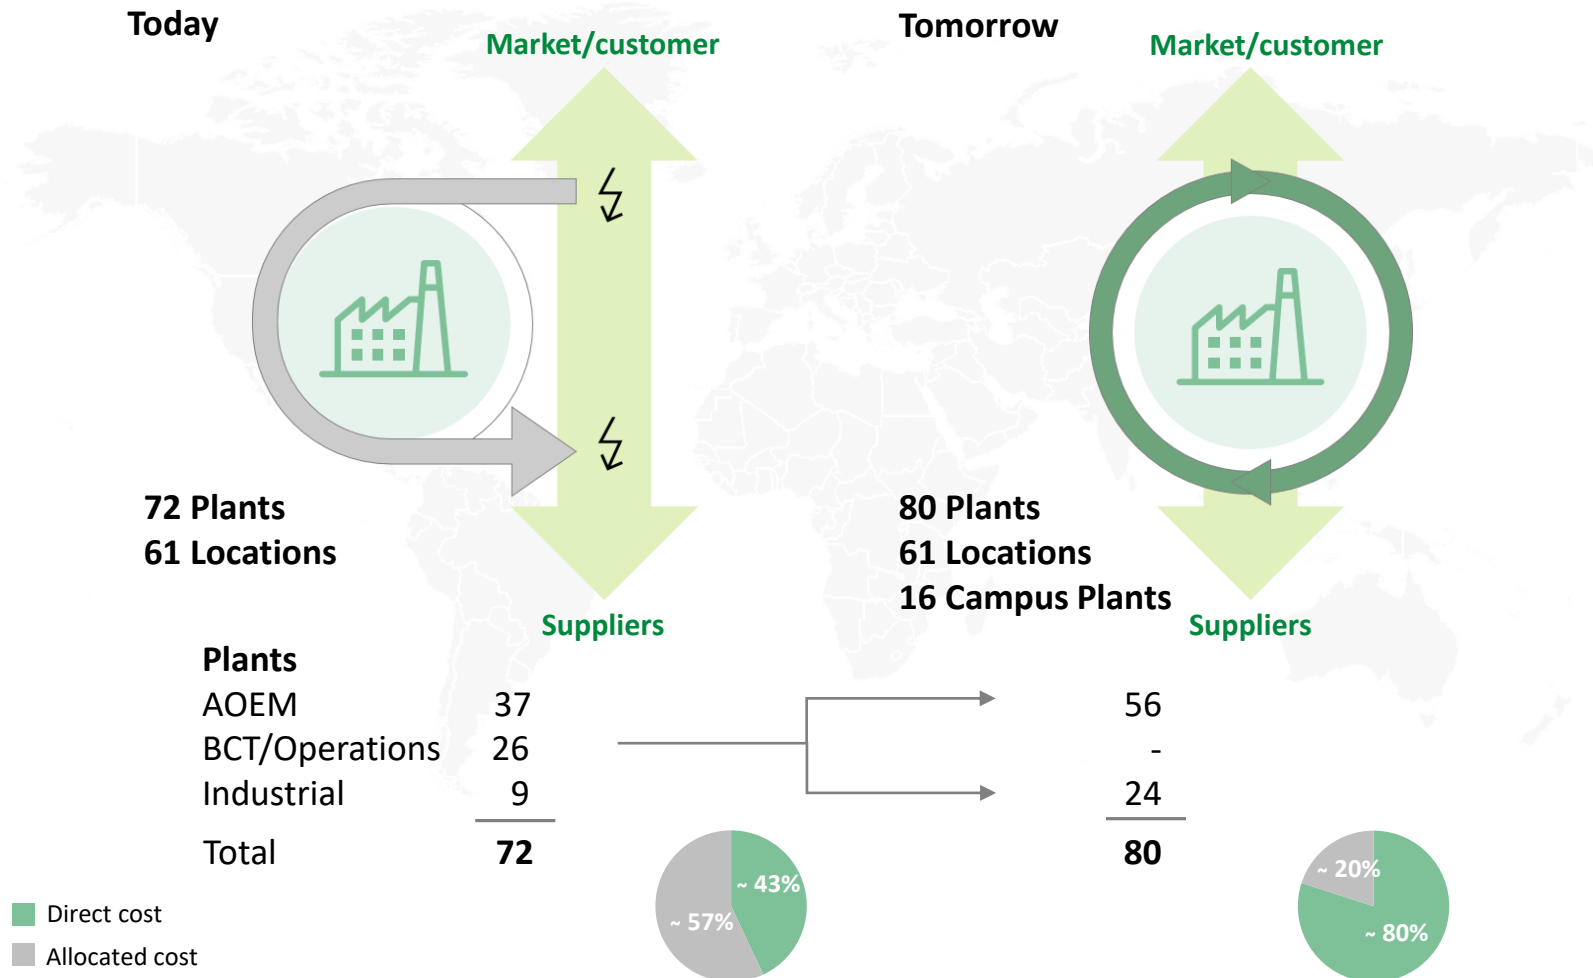 Today
Market/customer
Tomorrow
Market/customer
72 Plants
61 Locations
80 Plants
61 Locations
16 Campus Plants
Suppliers
Suppliers
Plants
AOEM 37 56
BCT/Operations 26 -
Industrial 9 24
Total 72 80
~ 43%
~ 57%
~ 20%
~ 80%
Direct cost
Allocated cost